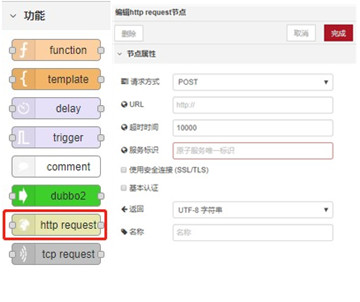 功能
function
template
delay
trigger
comment
dubbo2
http request
tcp request
编辑http request节点
删除
取消
完成
节点属性
请求方式
POST
URL
http://
超时时间
10000
服务标识
原子服务唯一标识
使用安全连接 (SSL/TLS)
基本认证
返回
UTF-8 字符串
名称
名称